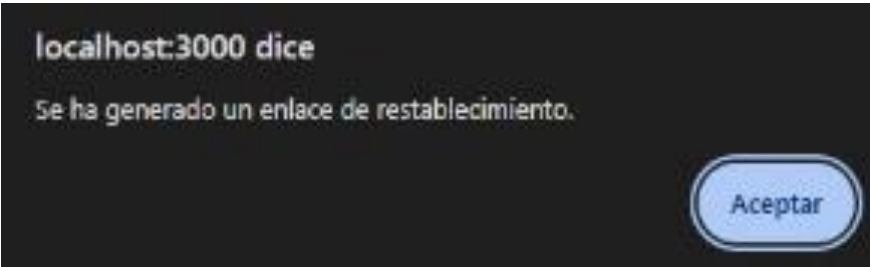 localhost:3000 dice
Se ha generado un enlace de restablecimiento.
Aceptar